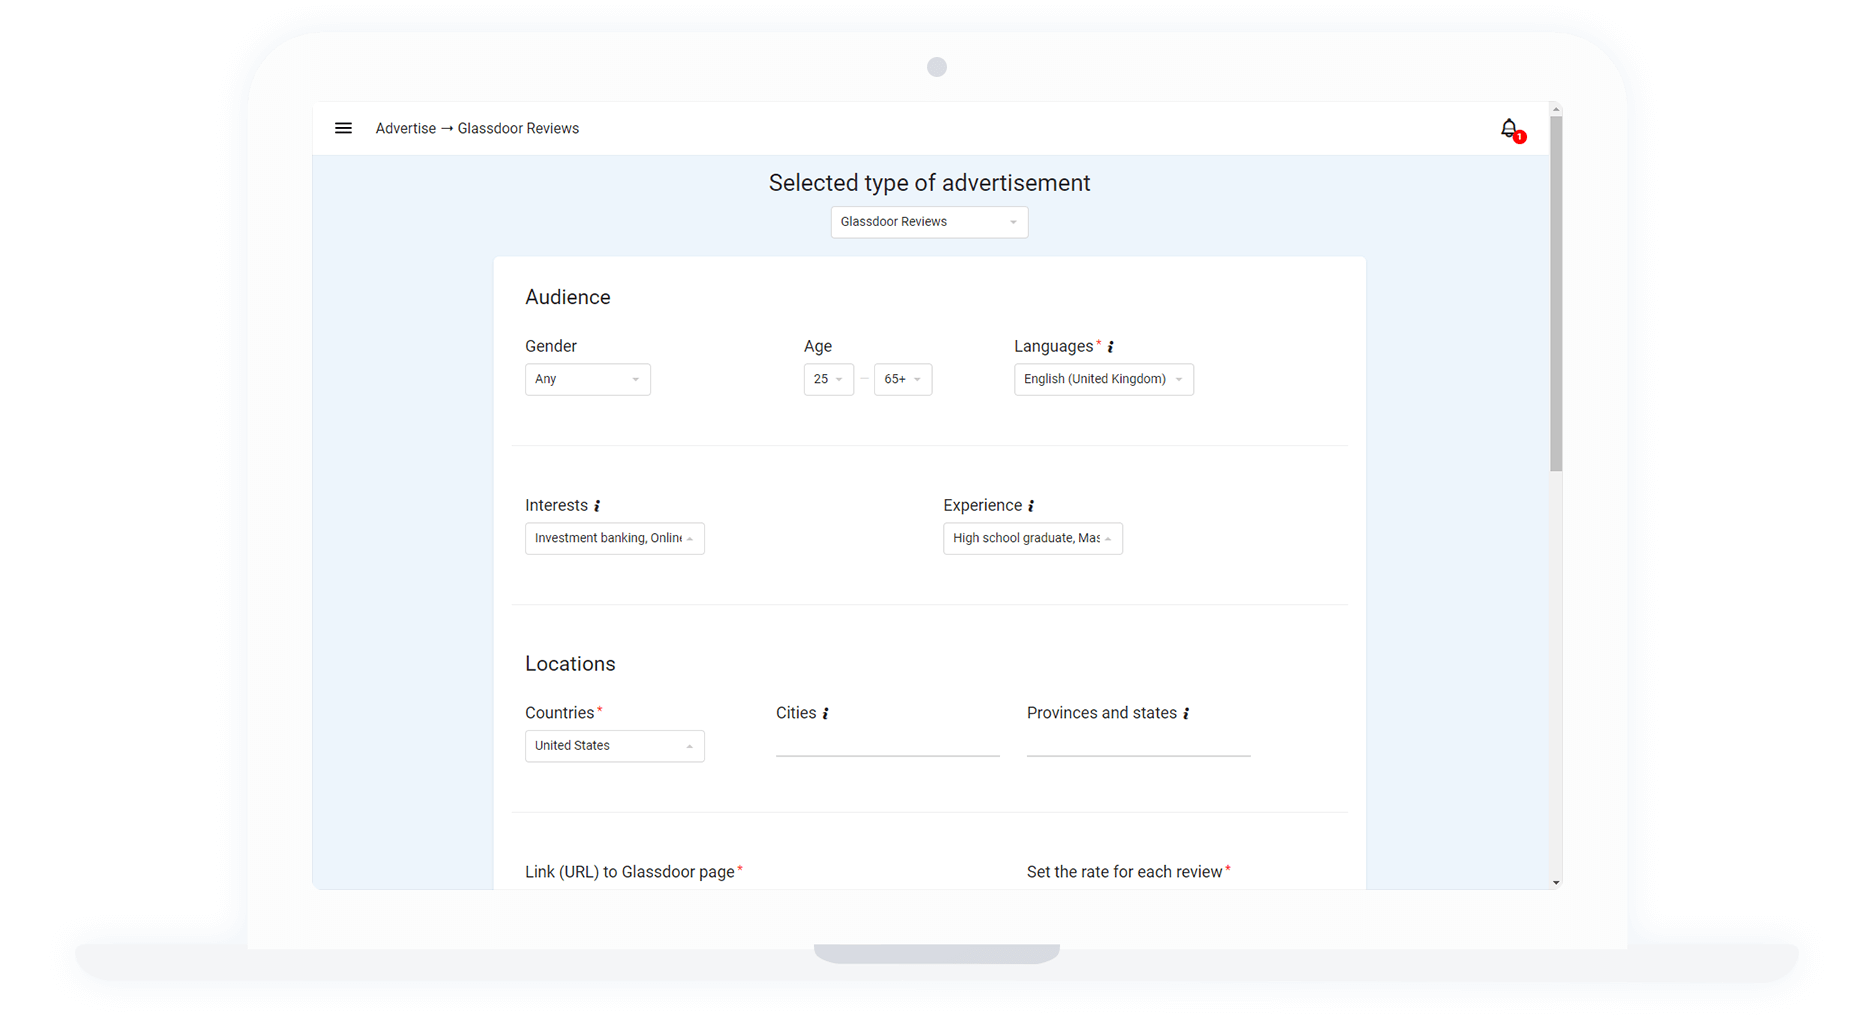 Advertise → Glassdoor Reviews
1
Selected type of advertisement
Glassdoor Reviews
Audience
Gender Age Languages* i
Any 25 – 65+ English (United Kingdom)
Interests i Experience i
Investment banking, Online High school graduate, Mas
Locations
Countries* Cities i Provinces and states i
United States
Link (URL) to Glassdoor page* Set the rate for each review*